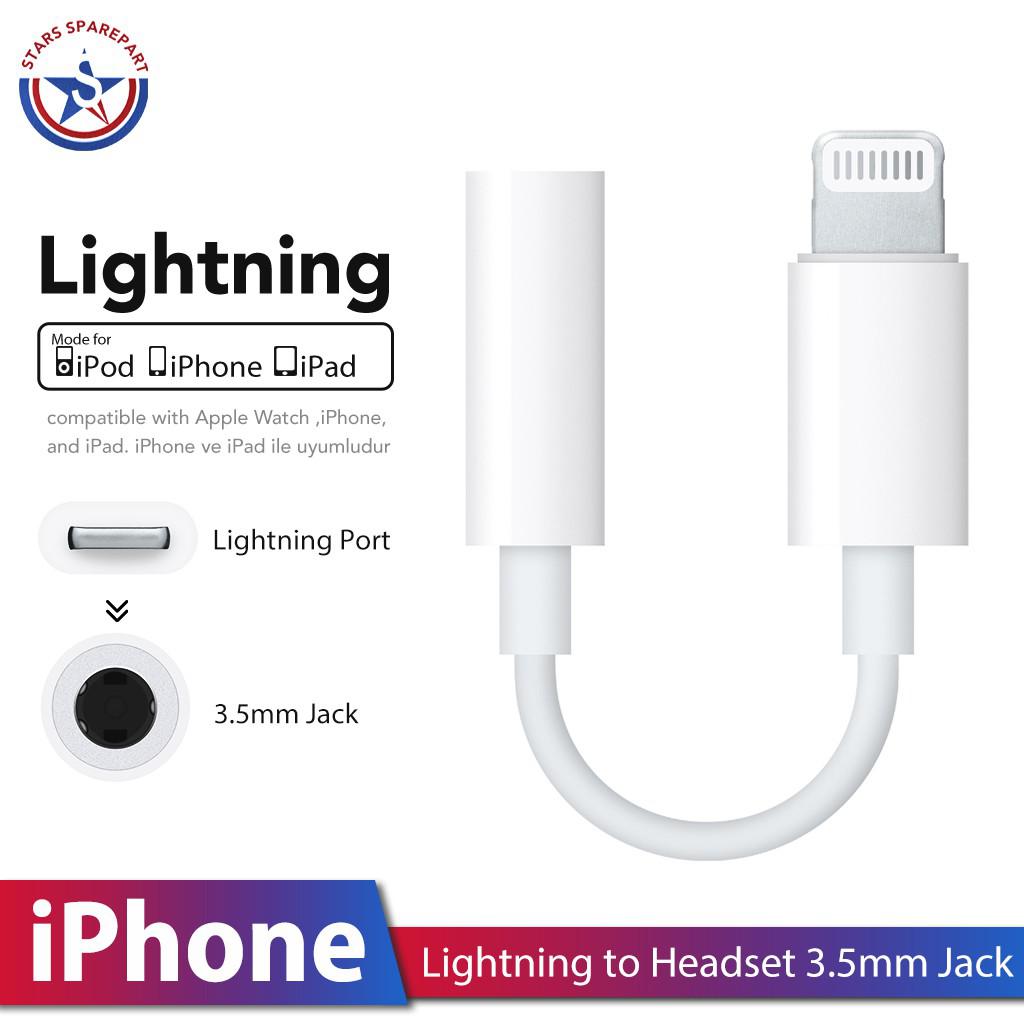 STARS SPAREPART
S
Lightning
Mode for
iPod iPhone iPad
compatible with Apple Watch ,iPhone,
and iPad. iPhone ve iPad ile uyumludur
Lightning Port
3.5mm Jack
iPhone
Lightning to Headset 3.5mm Jack